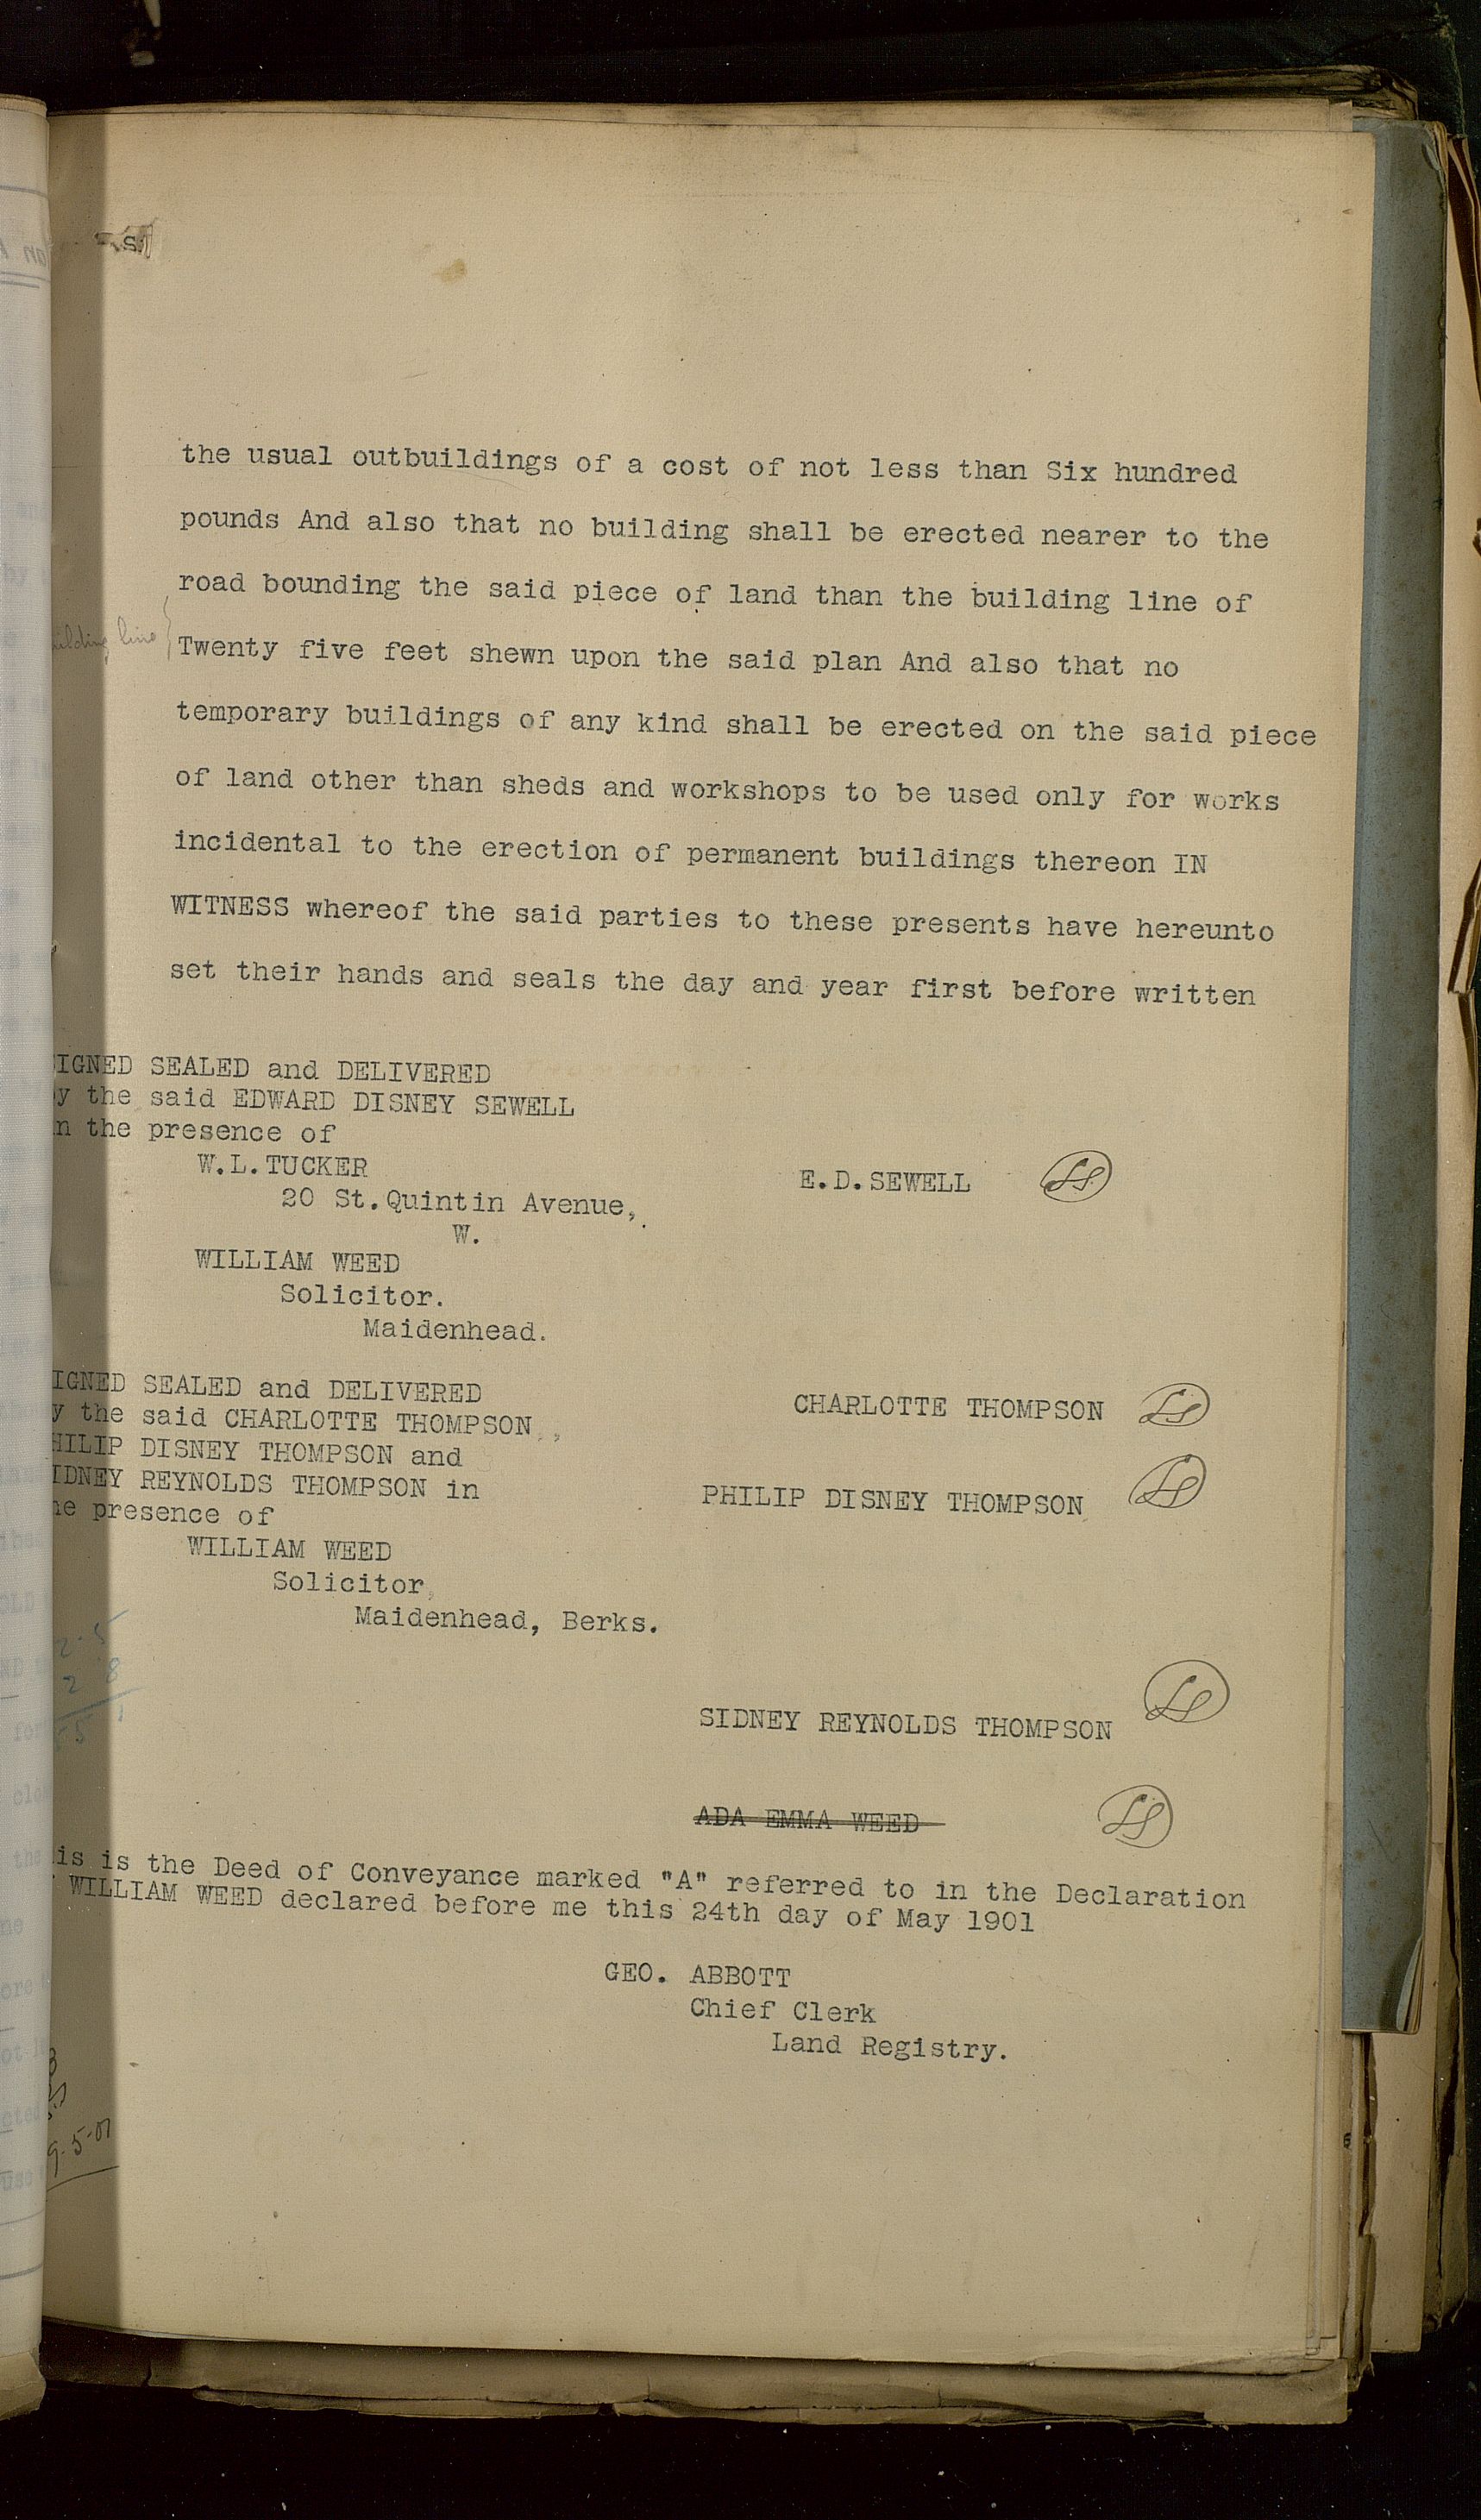 the usual outbuildings of a cost of not less than Six hundred
pounds And also that no building shall be erected nearer to the
road bounding the said piece of land than the building line of
line
Twenty five feet shewn upon the said plan And also that no
temporary buildings of any kind shall be erected on the said piece
of land other than sheds and workshops to be used only for works
incidental to the erection of permanent buildings thereon IN
WITNESS whereof the said parties to these presents have hereunto
set their hands and seals the day and year first before written
IGNED SEALED and DELIVERED
y the said EDWARD DISNEY SEWELL
n the presence of
W.L.TUCKER
E.D.SEWELL LS
20 St.Quintin Avenue,
W.
WILLIAM WEED
Solicitor.
Maidenhead.
IGNED SEALED and DELIVERED
CHARLOTTE THOMPSON LS
y the said CHARLOTTE THOMPSON,
HILIP DISNEY THOMPSON and
IDNEY REYNOLDS THOMPSON in
PHILIP DISNEY THOMPSON LS
he presence of
WILLIAM WEED
Solicitor,
Maidenhead, Berks.
2 8
SIDNEY REYNOLDS THOMPSON LS
ADA EMMA WEED LS
is is the Deed of Conveyance marked "A" referred to in the Declaration
WILLIAM WEED declared before me this 24th day of May 1901
GEO. ABBOTT
Chief Clerk
Land Registry.